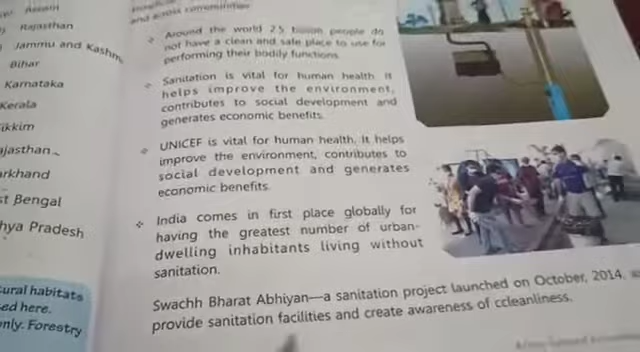 Assam
Rajasthan
Jammu and Kashm
Bihar
Karnataka
Kerala
ikkim
ajasthan
arkhand
st Bengal
hya Pradesh
ural habitats
ed here.
only. Forestry
and across communities
Around the world 2.5 billion people do
not have a clean and safe place to use for
performing their bodily functions.
Sanitation is vital for human health. It
helps improve the environment,
contributes to social development and
generates economic benefits.
UNICEF is vital for human health. It helps
improve the environment, contributes to
social development and generates
economic benefits.
India comes in first place globally for
having the greatest number of urban-
dwelling inhabitants living without
sanitation.
Swachh Bharat Abhiyan—a sanitation project launched on October, 2014,
provide sanitation facilities and create awareness of ccleanliness.